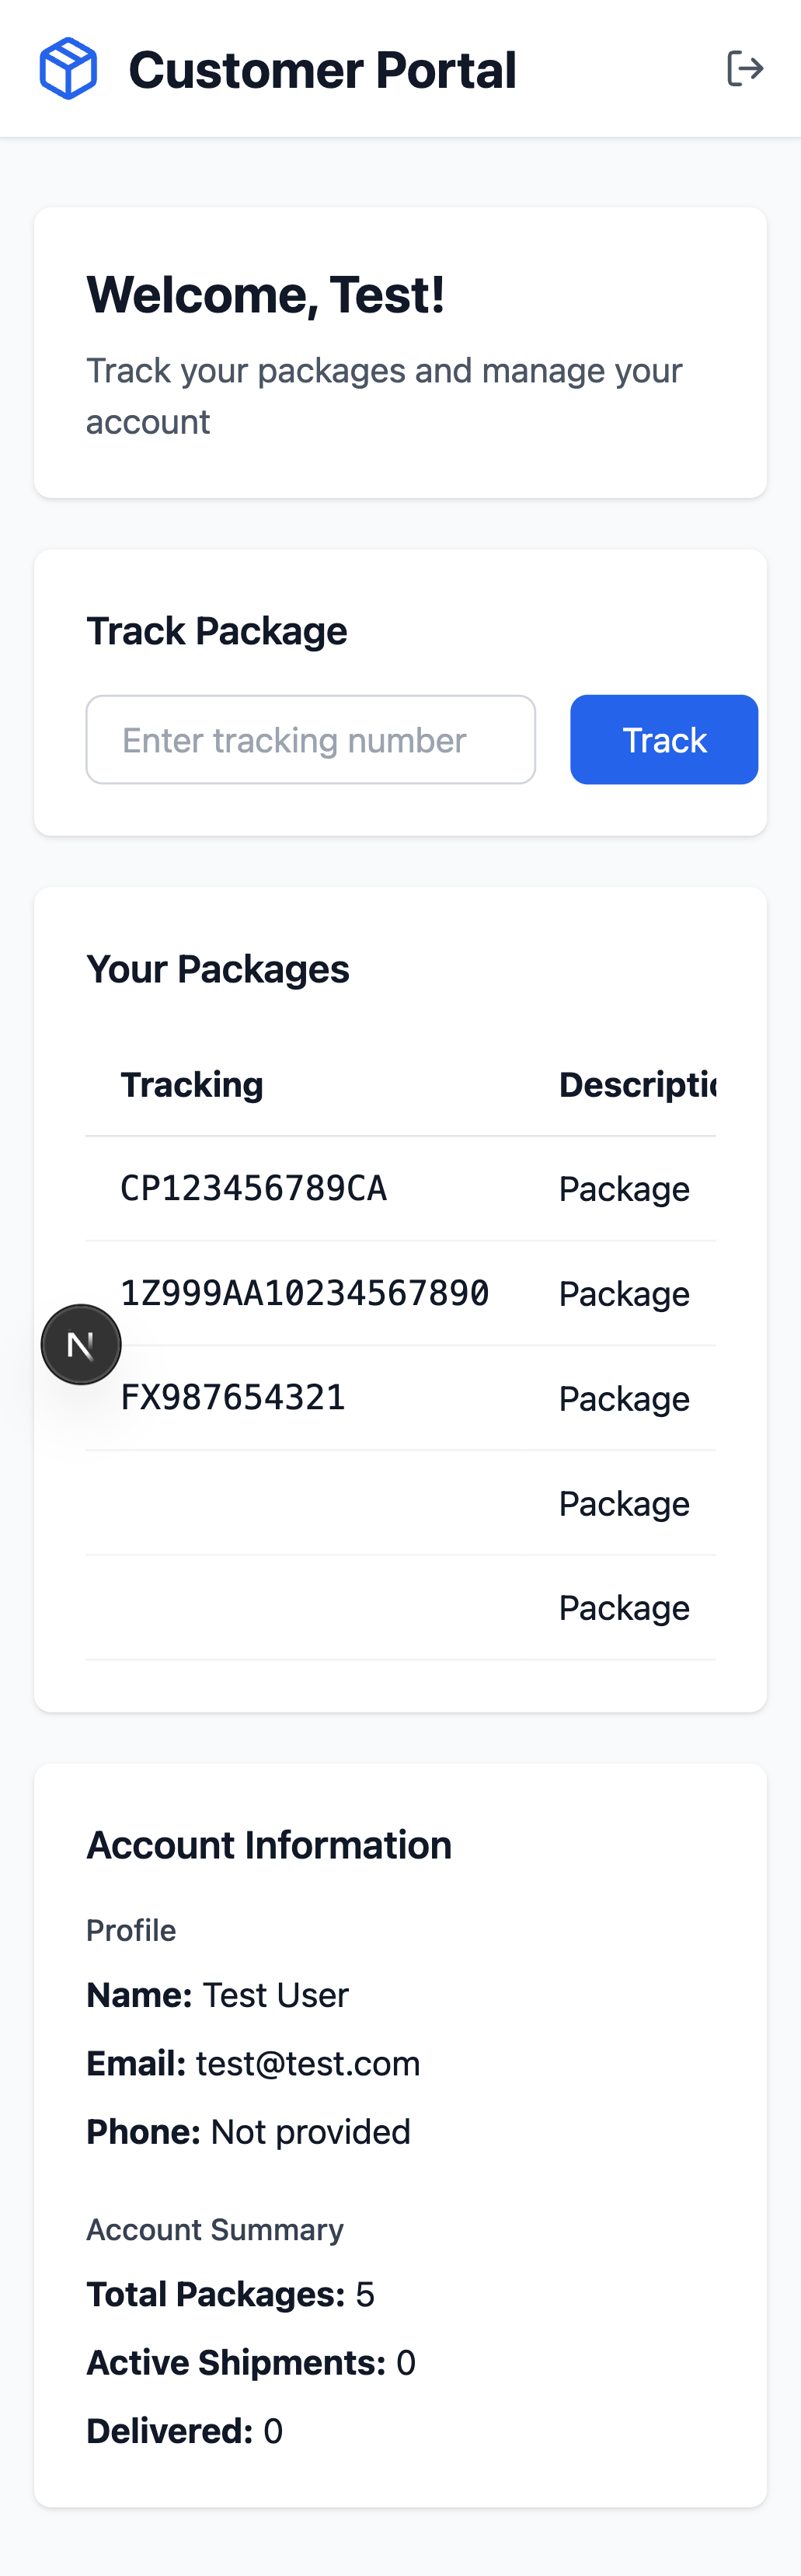 Customer Portal
Welcome, Test!
Track your packages and manage your
account
Track Package
Enter tracking number Track
Your Packages
Tracking Descriptio
CP123456789CA Package
1Z999AA10234567890 Package
N
FX987654321 Package
Package
Package
Account Information
Profile
Name: Test User
Email: test@test.com
Phone: Not provided
Account Summary
Total Packages: 5
Active Shipments: 0
Delivered: 0